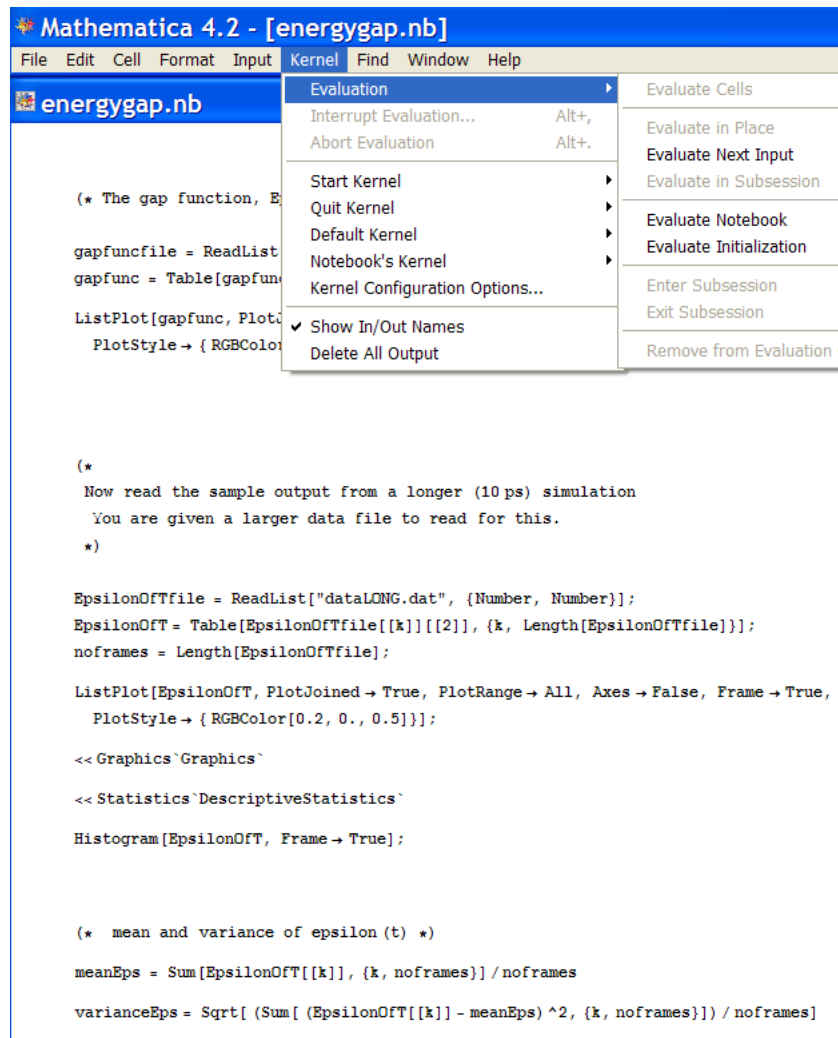 Mathematica 4.2 - [energygap.nb]
File Edit Cell Format Input Kernel Find Window Help
energygap.nb
Evaluation
Interrupt Evaluation... Alt+,
Abort Evaluation Alt+.
Start Kernel
Quit Kernel
Default Kernel
Notebook's Kernel
Kernel Configuration Options...
✓ Show In/Out Names
Delete All Output
Evaluate Cells
Evaluate in Place
Evaluate Next Input
Evaluate in Subsession
Evaluate Notebook
Evaluate Initialization
Enter Subsession
Exit Subsession
Remove from Evaluation
(* The gap function, E
gapfuncfile = ReadList
gapfunc = Table[gapfun
ListPlot[gapfunc, PlotJ
PlotStyle → { RGBColor
(*
Now read the sample output from a longer (10 ps) simulation
You are given a larger data file to read for this.
*)
EpsilonOfTfile = ReadList["dataLONG.dat", {Number, Number}];
EpsilonOfT = Table[EpsilonOfTfile[[k]][[2]], {k, Length[EpsilonOfTfile]}];
noframes = Length[EpsilonOfTfile];
ListPlot[EpsilonOfT, PlotJoined → True, PlotRange → All, Axes → False, Frame → True,
PlotStyle → { RGBColor[0.2, 0., 0.5]}];
<< Graphics`Graphics`
<< Statistics`DescriptiveStatistics`
Histogram[EpsilonOfT, Frame → True];
(* mean and variance of epsilon (t) *)
meanEps = Sum[EpsilonOfT[[k]], {k, noframes}] / noframes
varianceEps = Sqrt[ (Sum[ (EpsilonOfT[[k]] - meanEps) ^2, {k, noframes}]) / noframes]